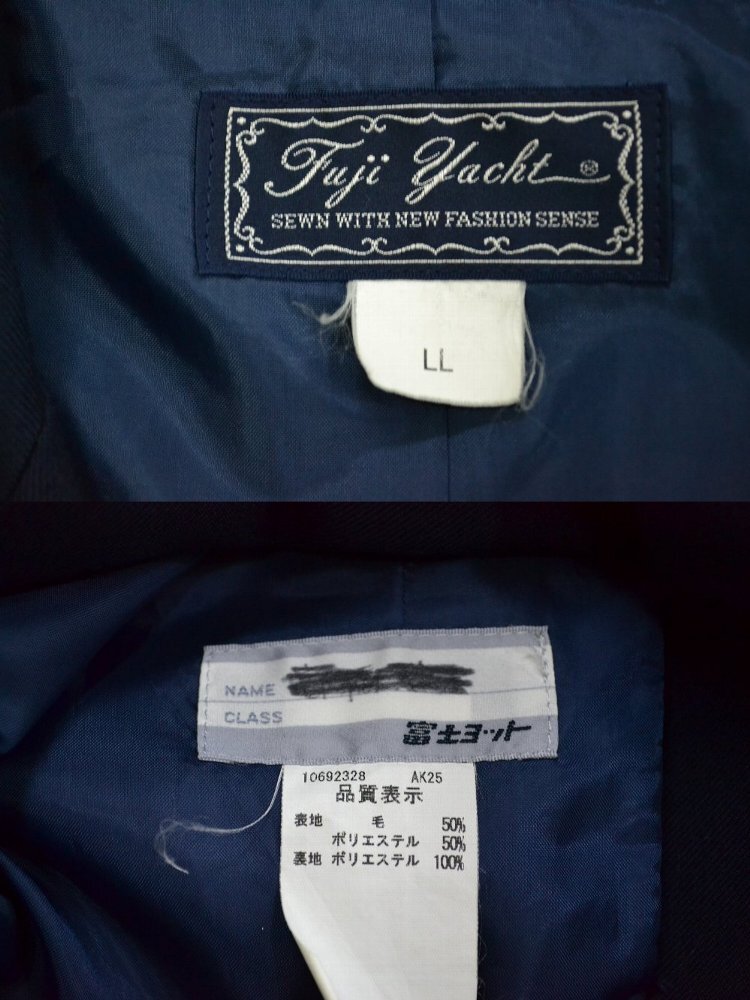 Fuji Yacht ®
SEWN WITH NEW FASHION SENSE
LL
NAME
CLASS
富士ヨット
10692328 AK25
品質表示
表地 毛 50%
ポリエステル 50%
裏地 ポリエステル 100%